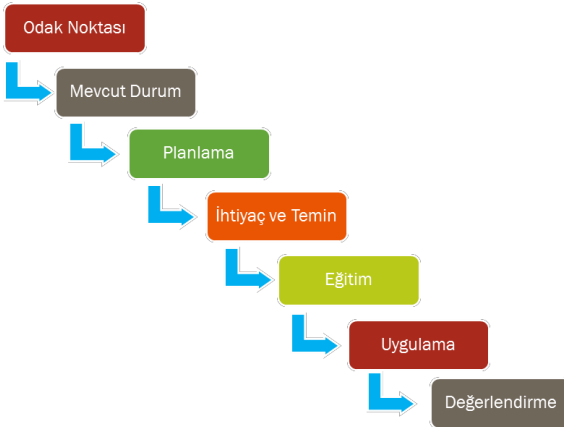 Odak Noktası
Mevcut Durum
Planlama
İhtiyaç ve Temin
Eğitim
Uygulama
Değerlendirme